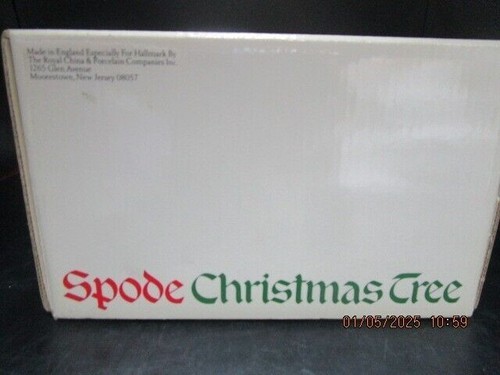 Made in England Especially For Hallmark By
The Royal China & Porcelain Companies Inc.
1265 Glen Avenue
Moorestown, New Jersey 08057
Spode Christmas Tree
01/05/2025 10:59